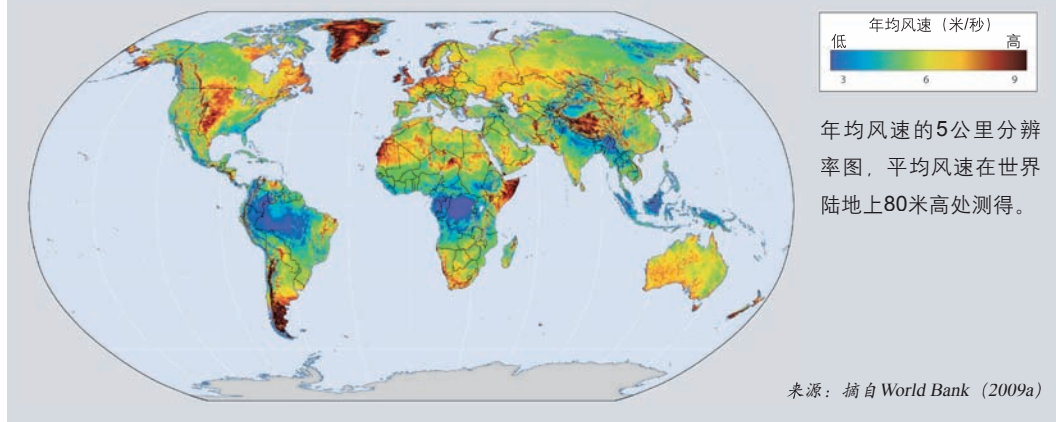 年均风速（米/秒）
低 高
3 6 9
年均风速的5公里分辨
率图，平均风速在世界
陆地上80米高处测得。
来源：摘自World Bank（2009a）